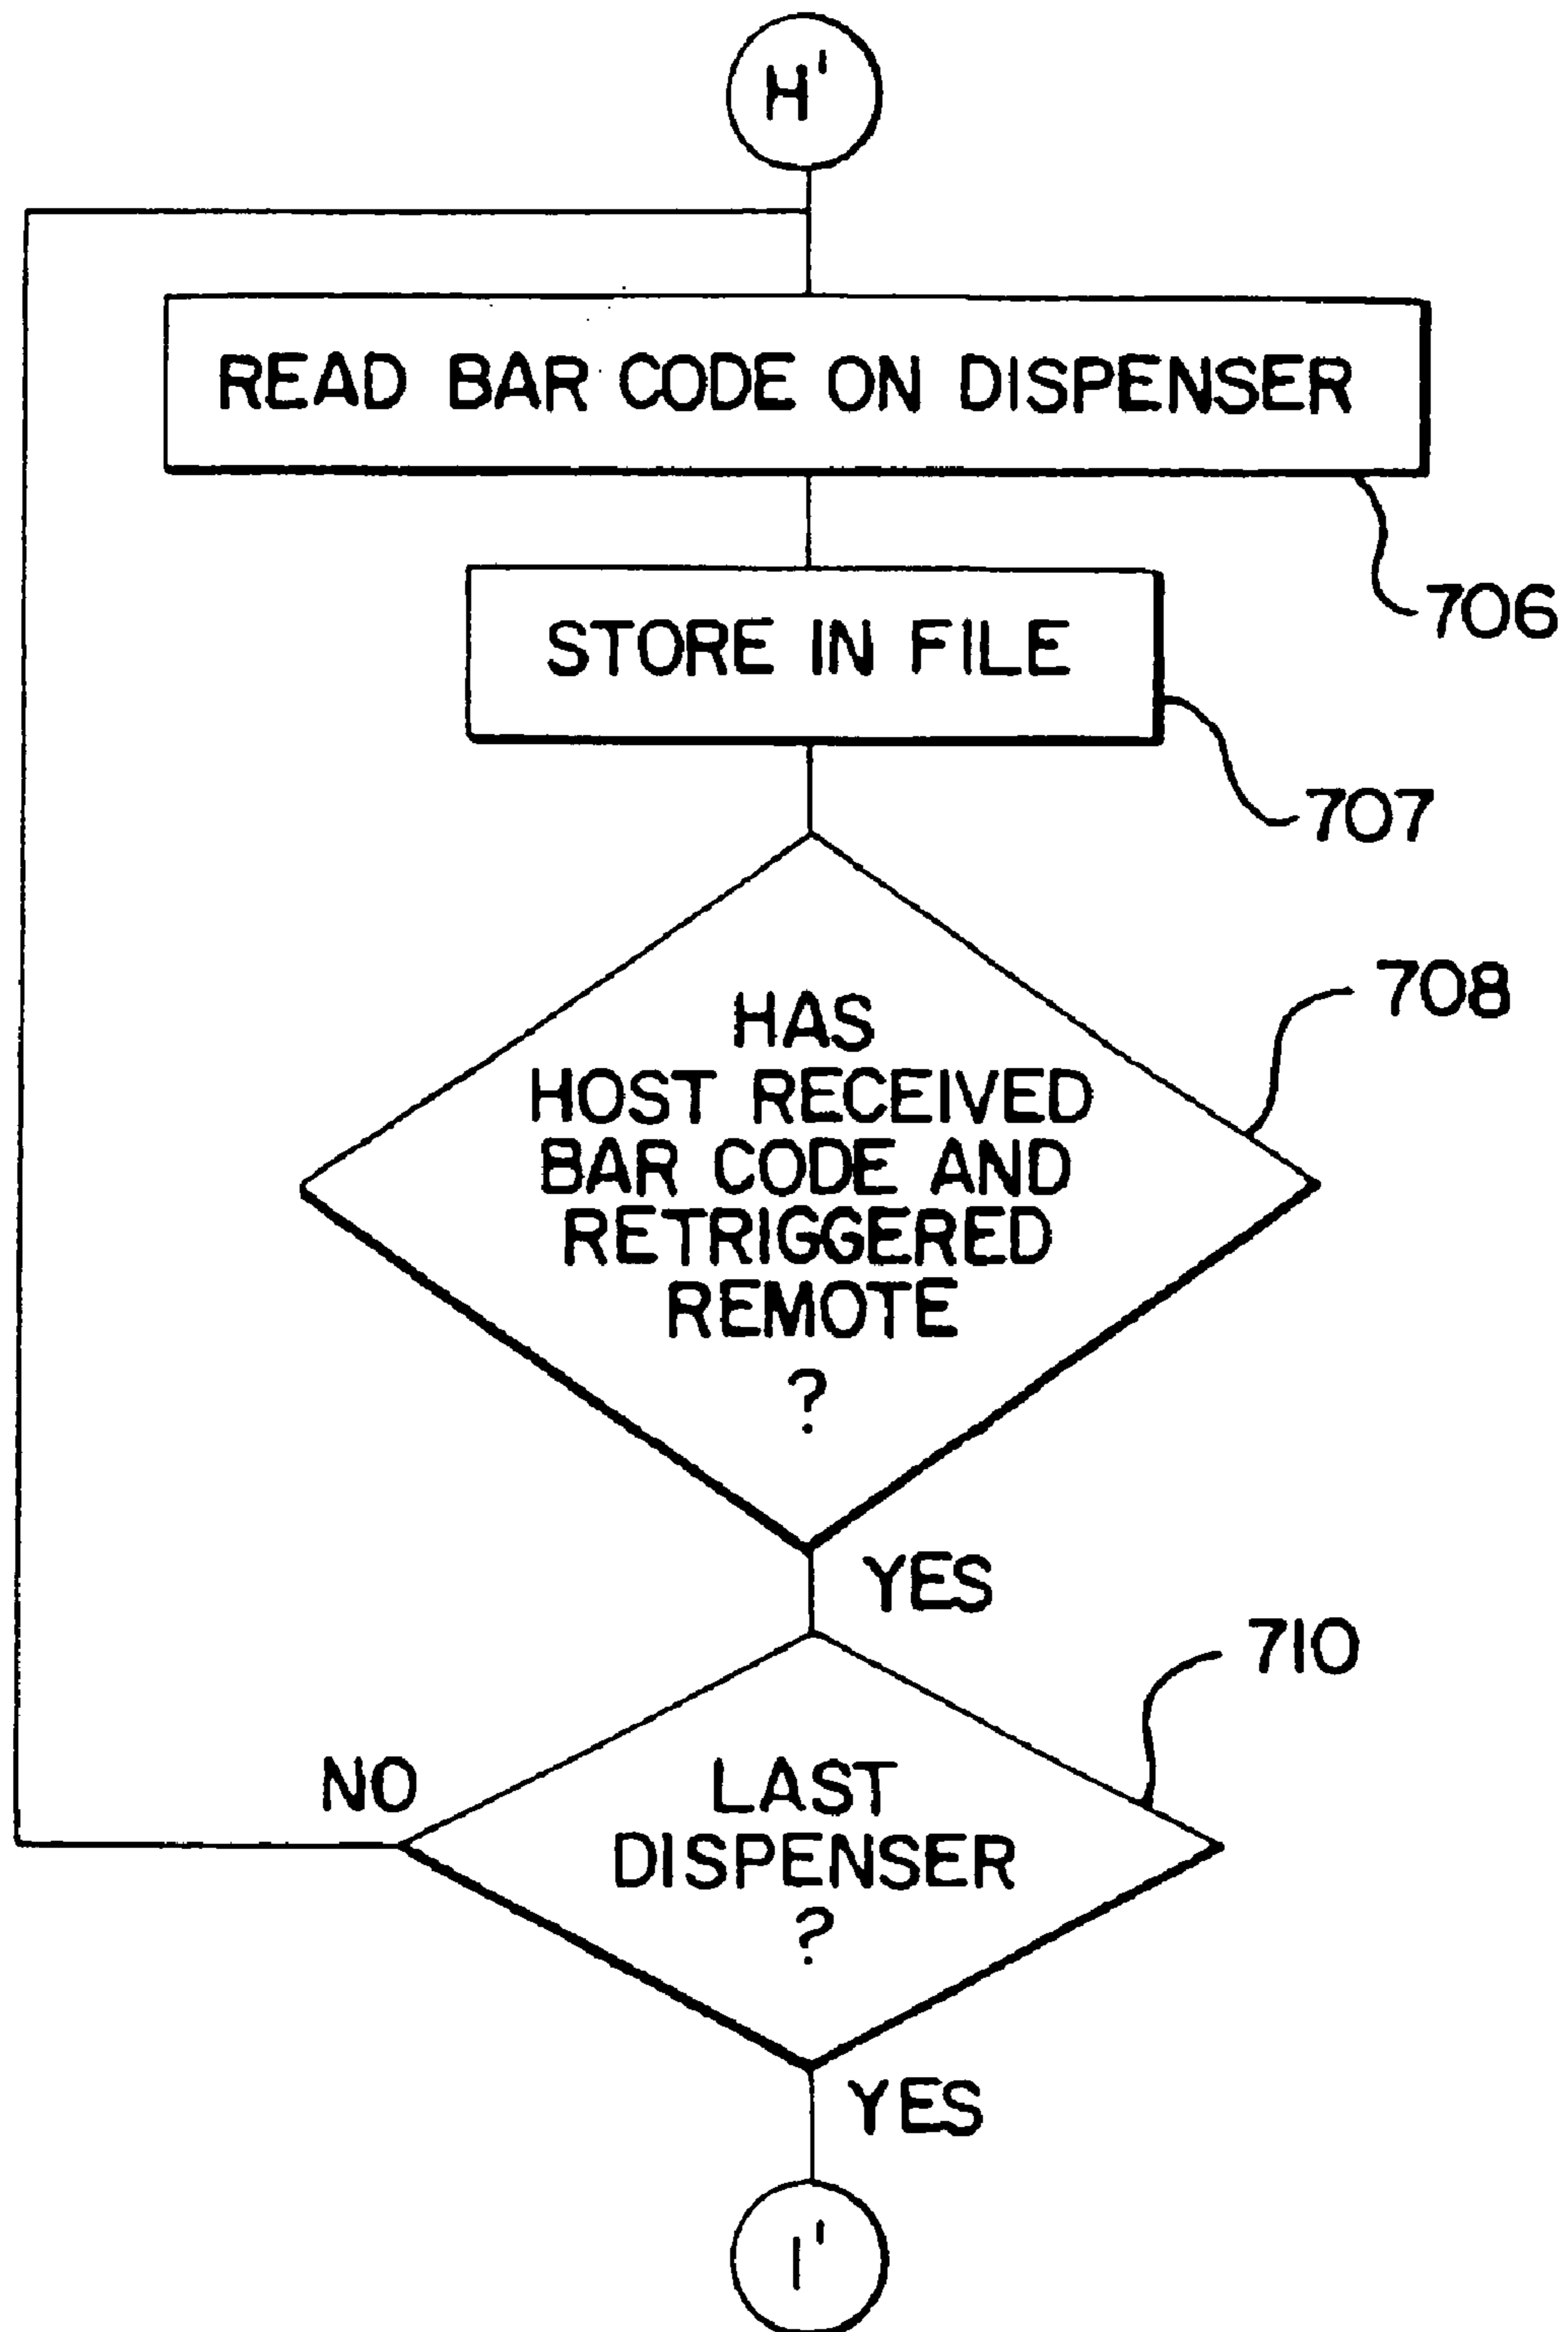 H'
READ BAR CODE ON DISPENSER
706
STORE IN FILE
707
708
HAS
HOST RECEIVED
BAR CODE AND
RETRIGGERED
REMOTE
?
YES
710
NO
LAST
DISPENSER
?
YES
I'